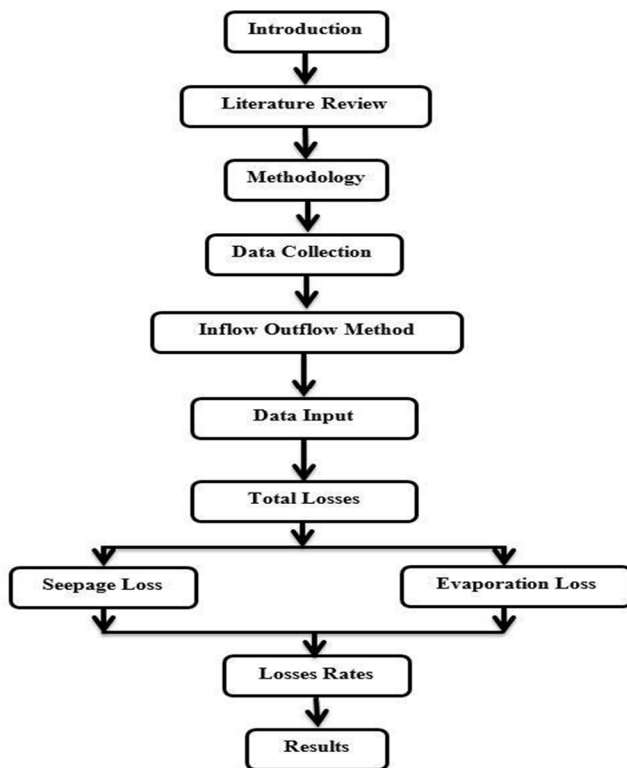 Introduction
Literature Review
Methodology
Data Collection
Inflow Outflow Method
Data Input
Total Losses
Seepage Loss
Evaporation Loss
Losses Rates
Results